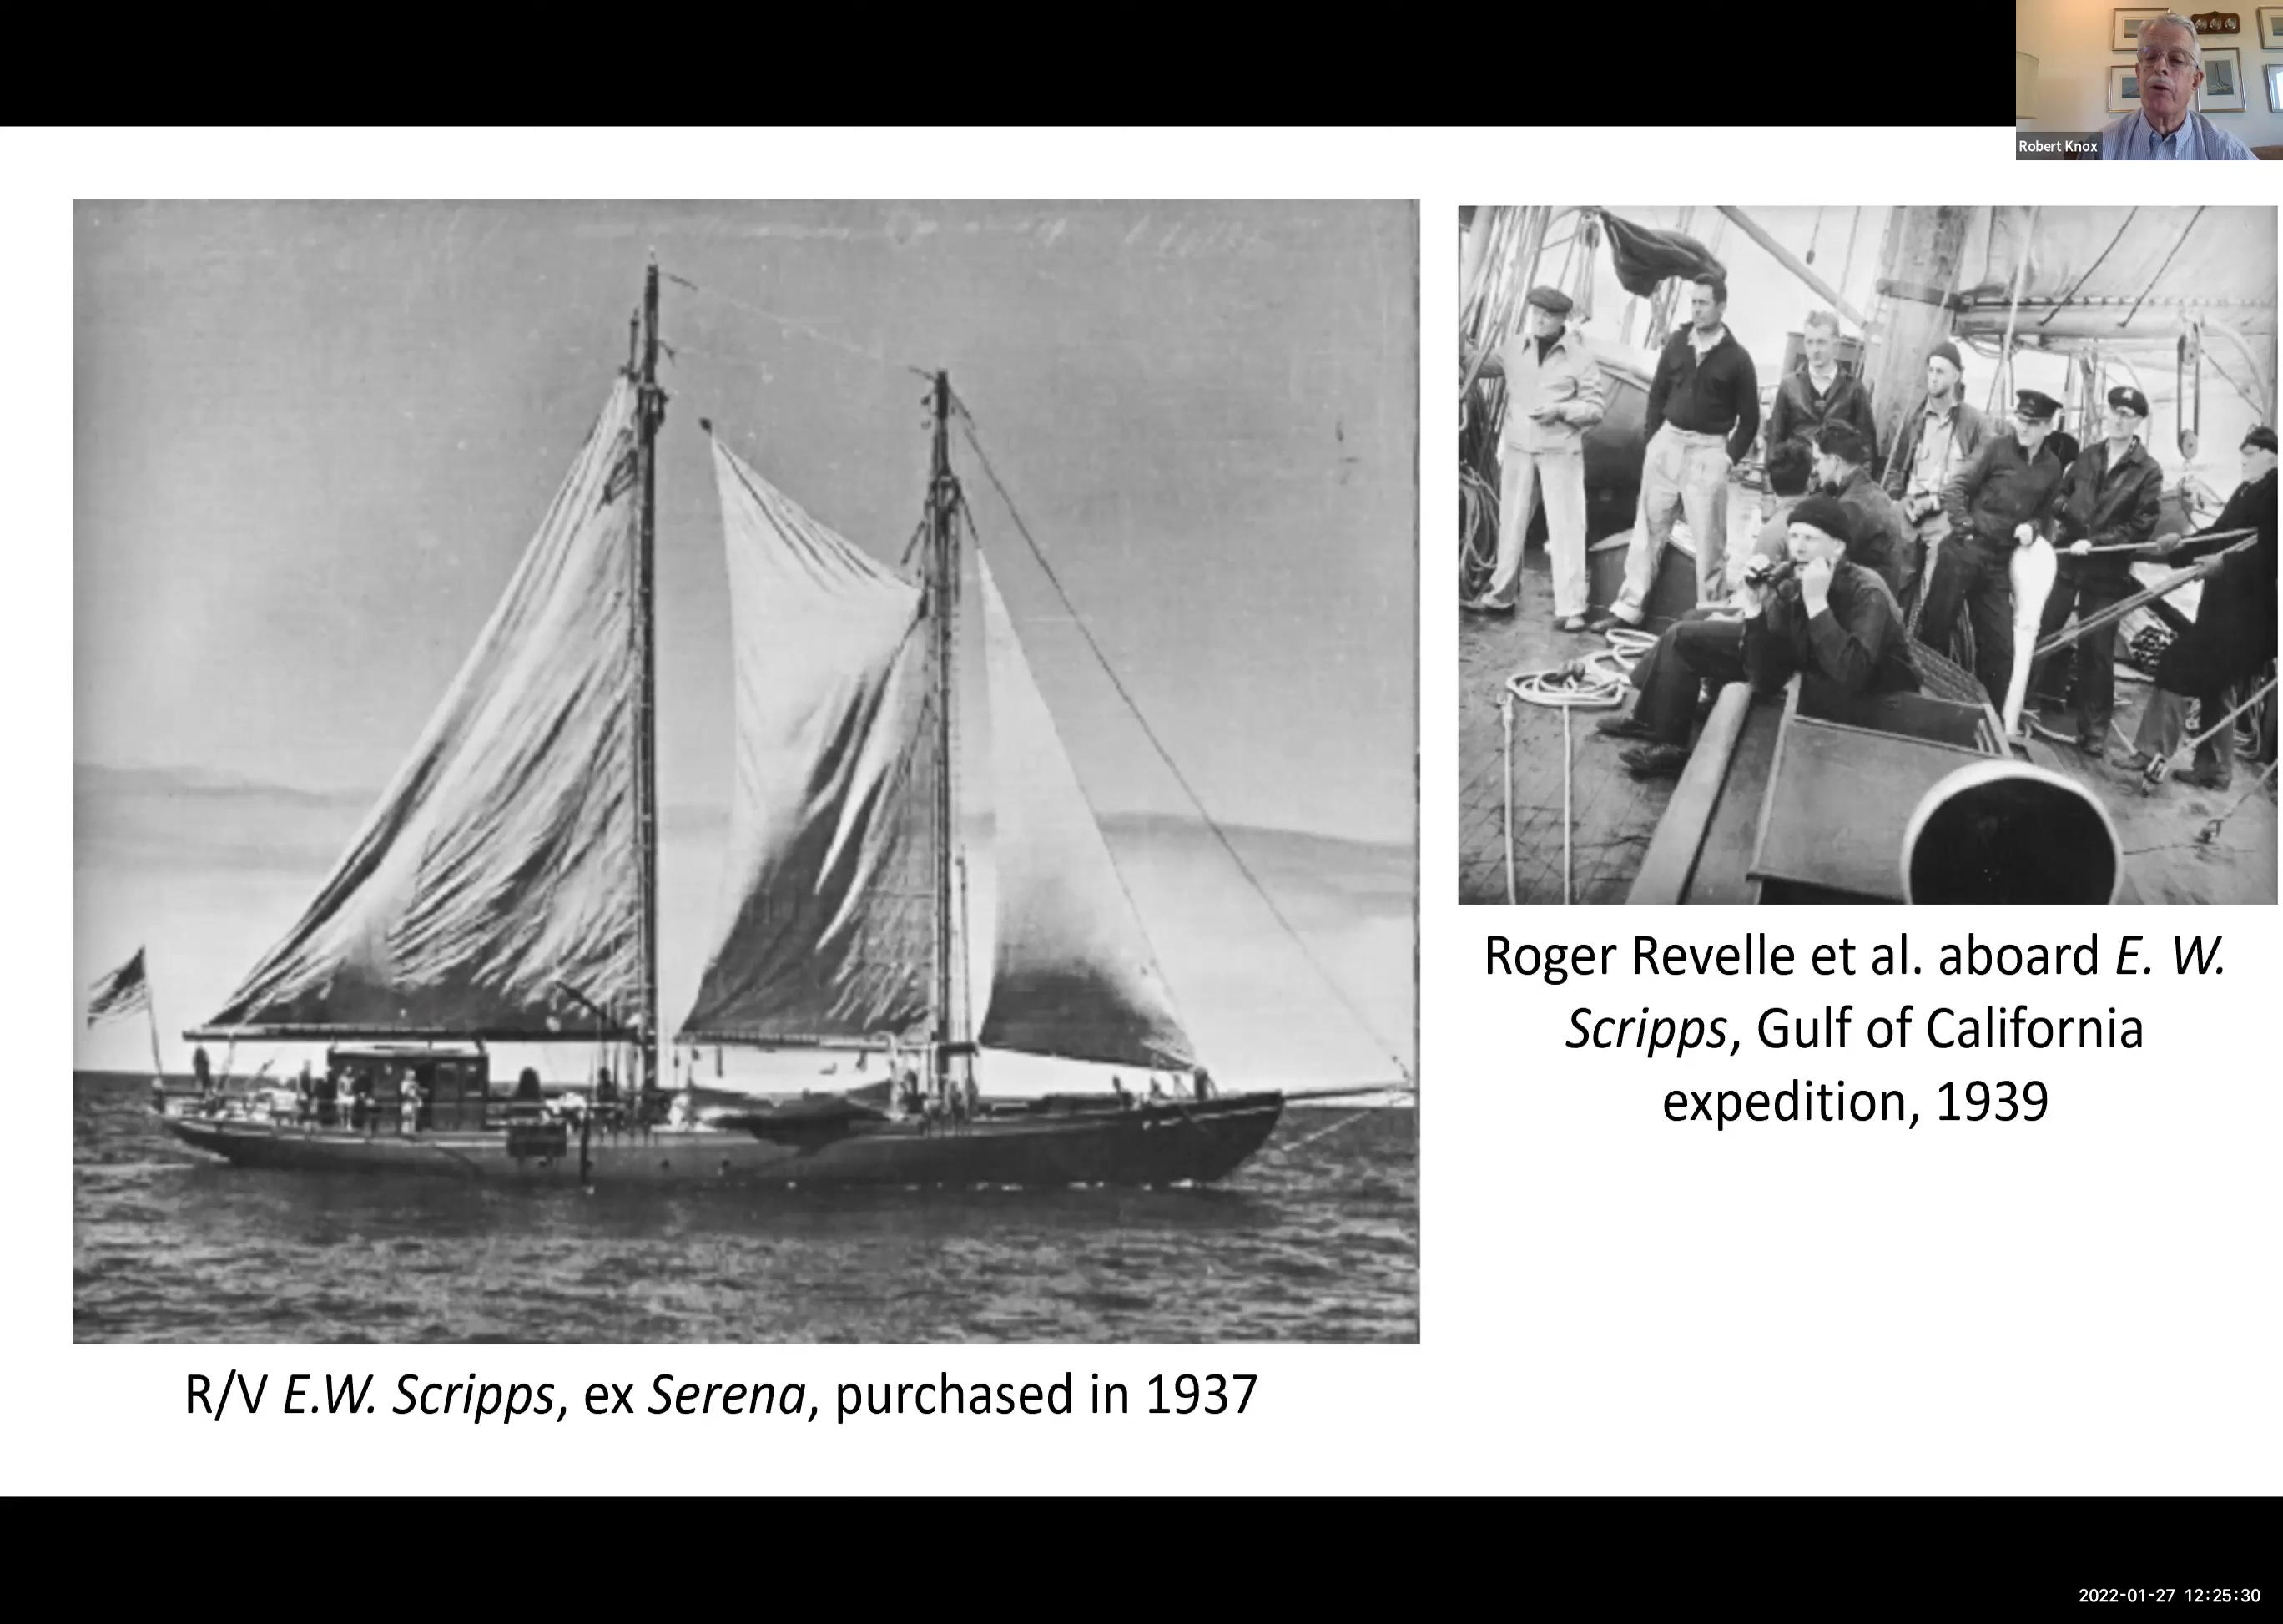 Robert Knox
R/V E.W. Scripps, ex Serena, purchased in 1937
Roger Revelle et al. aboard E. W.
Scripps, Gulf of California
expedition, 1939
2022-01-27 12:25:30